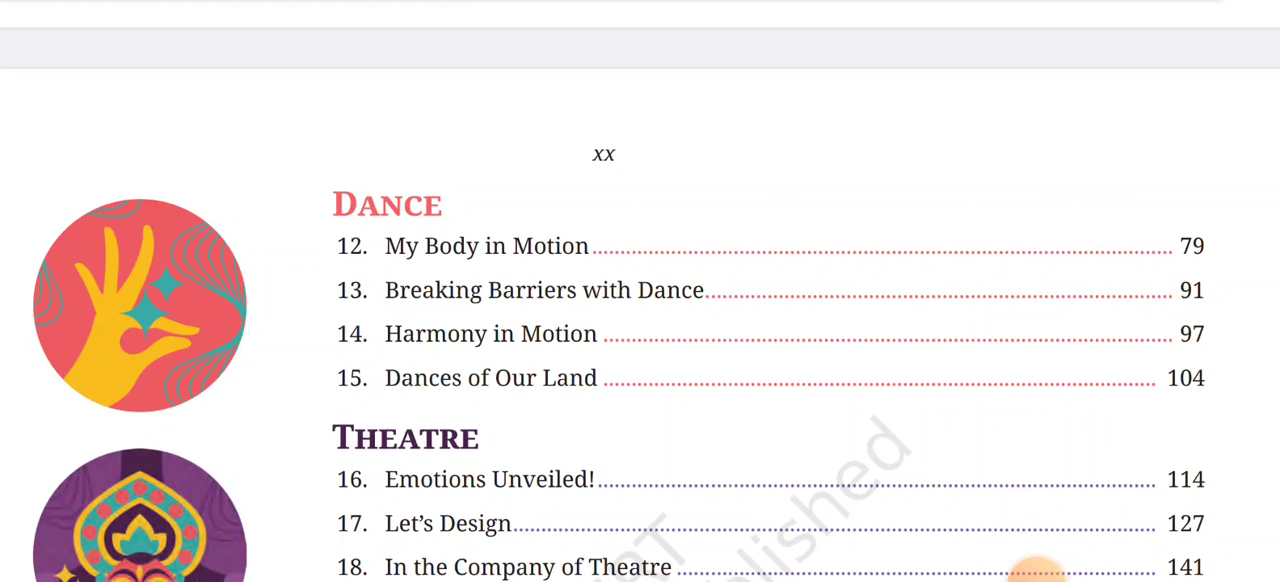 xx
DANCE
12. My Body in Motion 79
13. Breaking Barriers with Dance 91
14. Harmony in Motion 97
15. Dances of Our Land 104
THEATRE
16. Emotions Unveiled! 114
17. Let’s Design 127
18. In the Company of Theatre 141